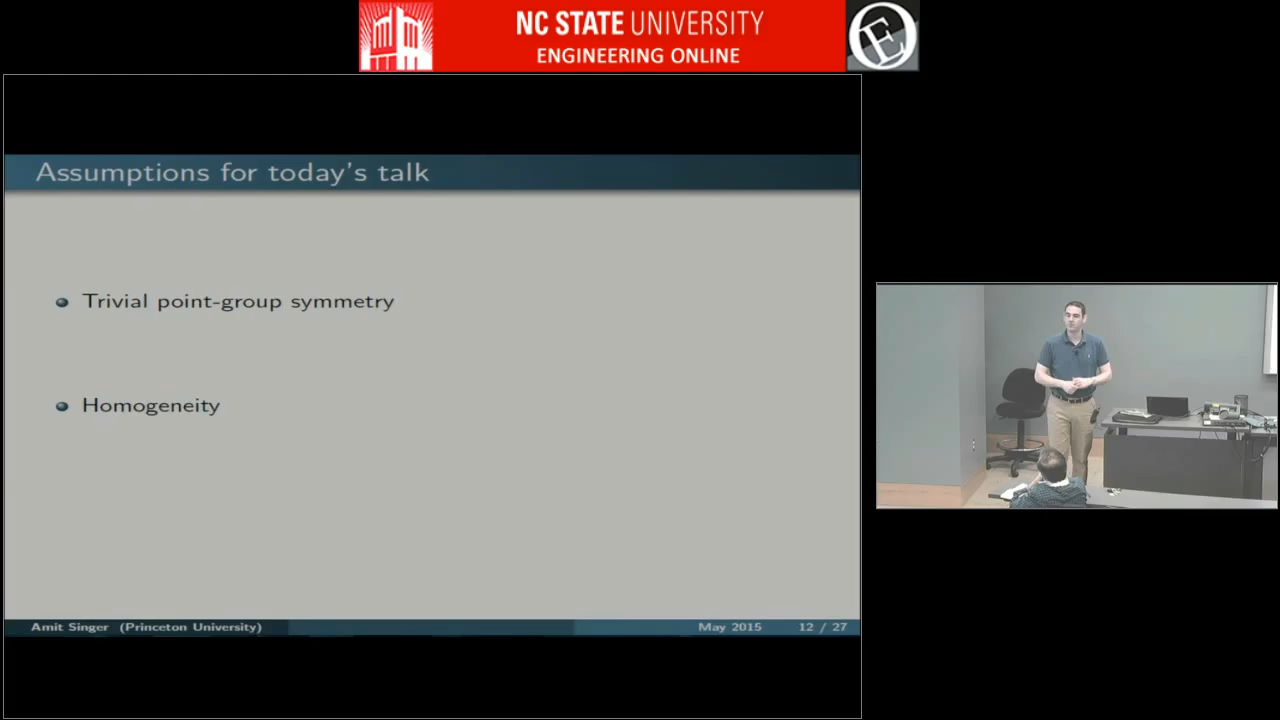 NC STATE UNIVERSITY
ENGINEERING ONLINE
OE
Assumptions for today's talk
Trivial point-group symmetry
Homogeneity
Amit Singer (Princeton University)
May 2015 12 / 27